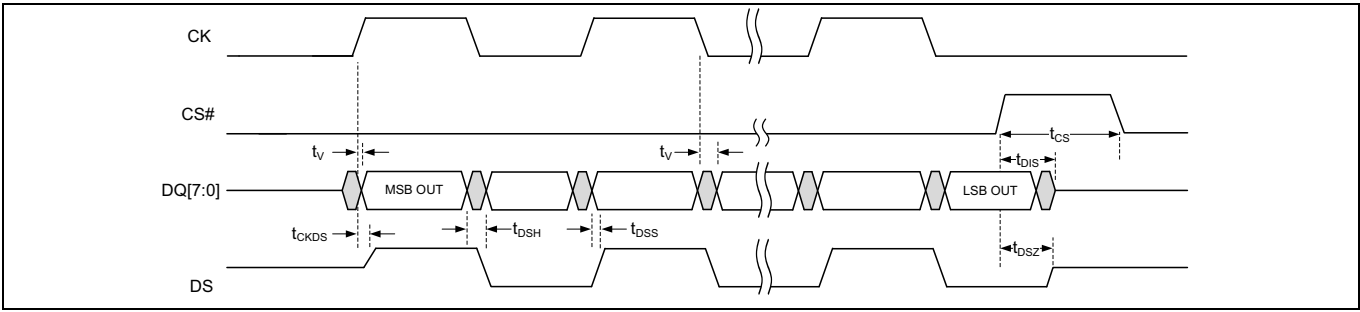 CK
CS#
tCS
tV
tV
tDIS
DQ[7:0]
MSB OUT
LSB OUT
tCKDS
tDSH
tDSS
tDSZ
DS